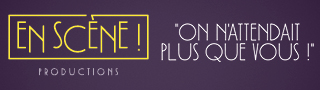 EN SCÈNE !
PRODUCTIONS
"ON N'ATTENDAIT
PLUS QUE VOUS !"